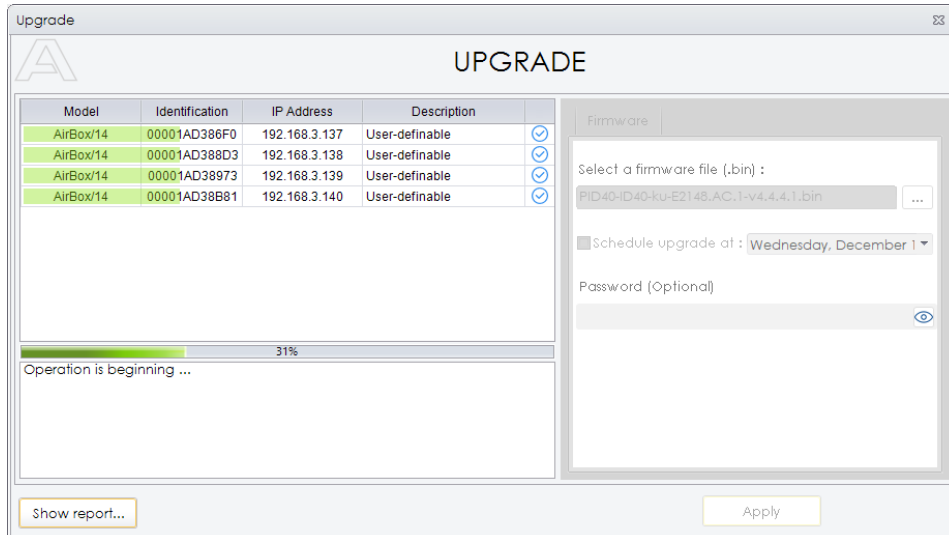 Upgrade
UPGRADE
Model Identification IP Address Description
AirBox/14 00001AD386F0 192.168.3.137 User-definable
AirBox/14 00001AD388D3 192.168.3.138 User-definable
AirBox/14 00001AD38973 192.168.3.139 User-definable
AirBox/14 00001AD38B81 192.168.3.140 User-definable
31%
Operation is beginning ...
Firmware
Select a firmware file (.bin) :
PID40-ID40-ku-E2148.AC.1-v4.4.4.1.bin ...
Schedule upgrade at : Wednesday, December 1
Password (Optional)
Show report...
Apply